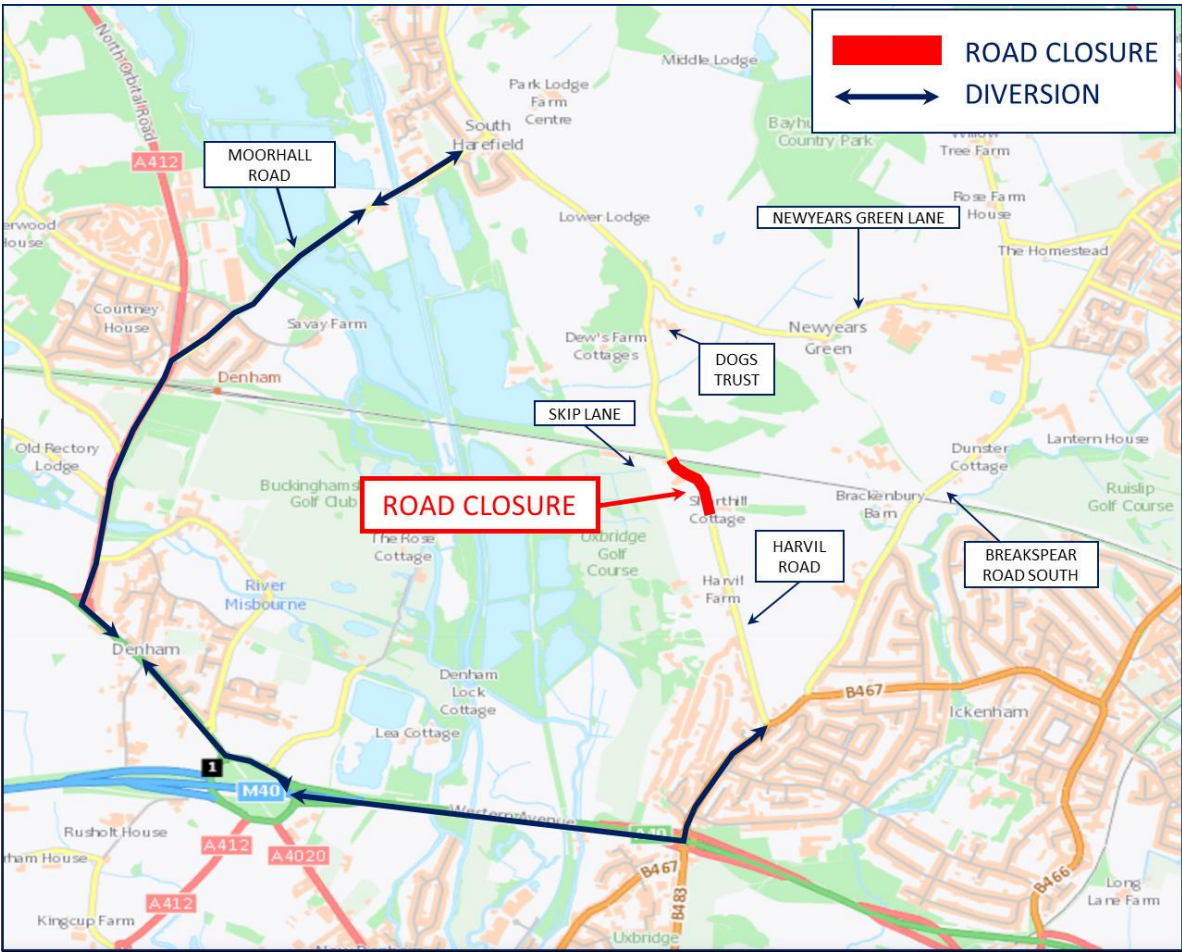 ROAD CLOSURE
DIVERSION
North Orbital Road
Middle Lodge
Park Lodge
Farm
Centre
South
Harefield
Country Park
Tree Farm
A412
MOORHALL
ROAD
Rose Farm
House
NEWYEARS GREEN LANE
Lower Lodge
The Homestead
House
Courtney
House
Savay Farm
Dew's Farm
Cottages
Newyears
Green
DOGS
TRUST
Denham
SKIP LANE
Old Rectory
Lodge
Lantern House
Dunster
Cottage
Golf Club
ROAD CLOSURE
Cottage
Brackenbury
Barn
Ruislip
Golf Course
The Rose
Cottage
Uxbridge
Golf
Course
HARVIL
ROAD
BREAKSPEAR
ROAD SOUTH
River
Misbourne
Harvil
Farm
Denham
Denham
Lock
Cottage
B467
Ickenham
Lea Cottage
1
M40
Western Avenue
A40
Rusholt House
A412
A4020
B467
B483
B466
Long
Lane Farm
A412
Kingcup Farm
Uxbridge